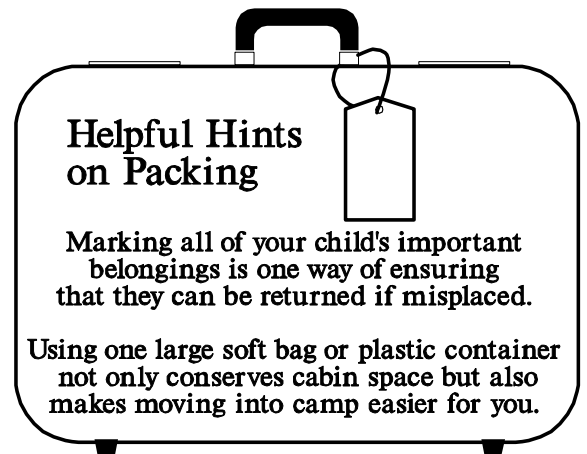 Helpful Hints
on Packing
Marking all of your child's important
belongings is one way of ensuring
that they can be returned if misplaced.
Using one large soft bag or plastic container
not only conserves cabin space but also
makes moving into camp easier for you.